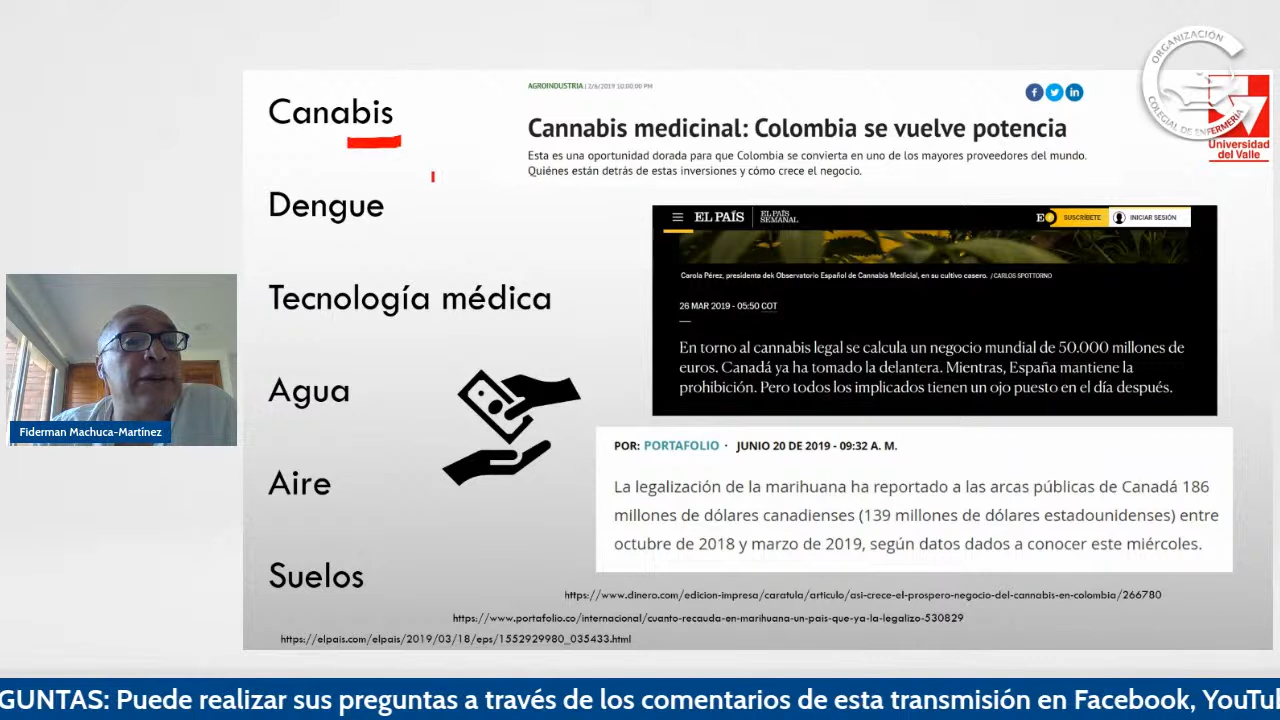 Canabis
Dengue
Tecnología médica
Agua
Aire
Suelos
AGROINDUSTRIA | 2/6/2019 10:00:00 PM
Cannabis medicinal: Colombia se vuelve potencia
Esta es una oportunidad dorada para que Colombia se convierta en uno de los mayores proveedores del mundo.
Quiénes están detrás de estas inversiones y cómo crece el negocio.
ORGANIZACIÓN
COLEGIAL DE ENFERMERÍA
Universidad
del Valle
EL PAÍS
EL PAÍS
SEMANAL
SUSCRÍBETE
INICIAR SESIÓN
Carola Pérez, presidenta dek Observatorio Español de Cannabis Medicial, en su cultivo casero. / CARLOS SPOTTORNO
26 MAR 2019 - 05:50 COT
En torno al cannabis legal se calcula un negocio mundial de 50.000 millones de
euros. Canadá ya ha tomado la delantera. Mientras, España mantiene la
prohibición. Pero todos los implicados tienen un ojo puesto en el día después.
POR: PORTAFOLIO · JUNIO 20 DE 2019 - 09:32 A. M.
La legalización de la marihuana ha reportado a las arcas públicas de Canadá 186
millones de dólares canadienses (139 millones de dólares estadounidenses) entre
octubre de 2018 y marzo de 2019, según datos dados a conocer este miércoles.
https://www.dinero.com/edicion-impresa/caratula/articulo/asi-crece-el-prospero-negocio-del-cannabis-en-colombia/266780
https://www.portafolio.co/internacional/cuanto-recauda-en-marihuana-un-pais-que-ya-la-legalizo-530829
https://elpais.com/elpais/2019/03/18/eps/1552929980_035433.html
Fiderman Machuca-Martínez
GUNTAS: Puede realizar sus preguntas a través de los comentarios de esta transmisión en Facebook, YouTu